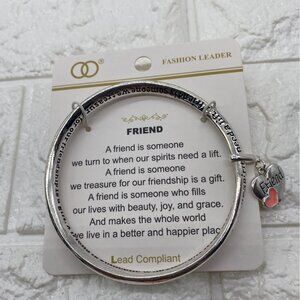 FASHION LEADER
FRIEND
A friend is someone
we turn to when our spirits need a lift.
A friend is someone
we treasure for our friendship is a gift.
A friend is someone who fills
our lives with beauty, joy, and grace.
And makes the whole world
we live in a better and happier plac
Lead Compliant